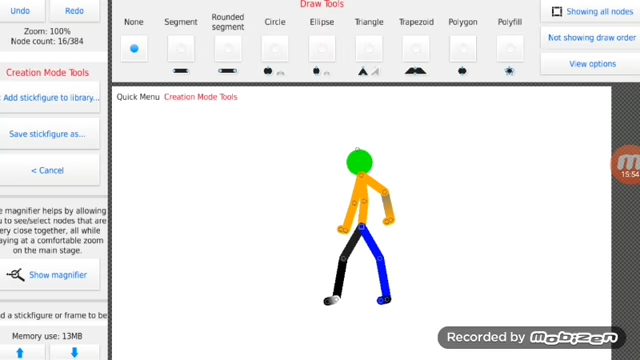 Undo Redo
Zoom: 100%
Node count: 16/384
Creation Mode Tools
Add stickfigure to library...
Save stickfigure as...
< Cancel
e magnifier helps by allowing
u to see/select nodes that are
ery close together, all while
aying at a comfortable zoom
on the main stage.
Show magnifier
d a stickfigure or frame to be
Memory use: 13MB
Draw Tools
None Segment Rounded segment Circle Ellipse Triangle Trapezoid Polygon Polyfill
Showing all nodes
Not showing draw order
View options
Quick Menu Creation Mode Tools
15:54
Recorded by Mobizen